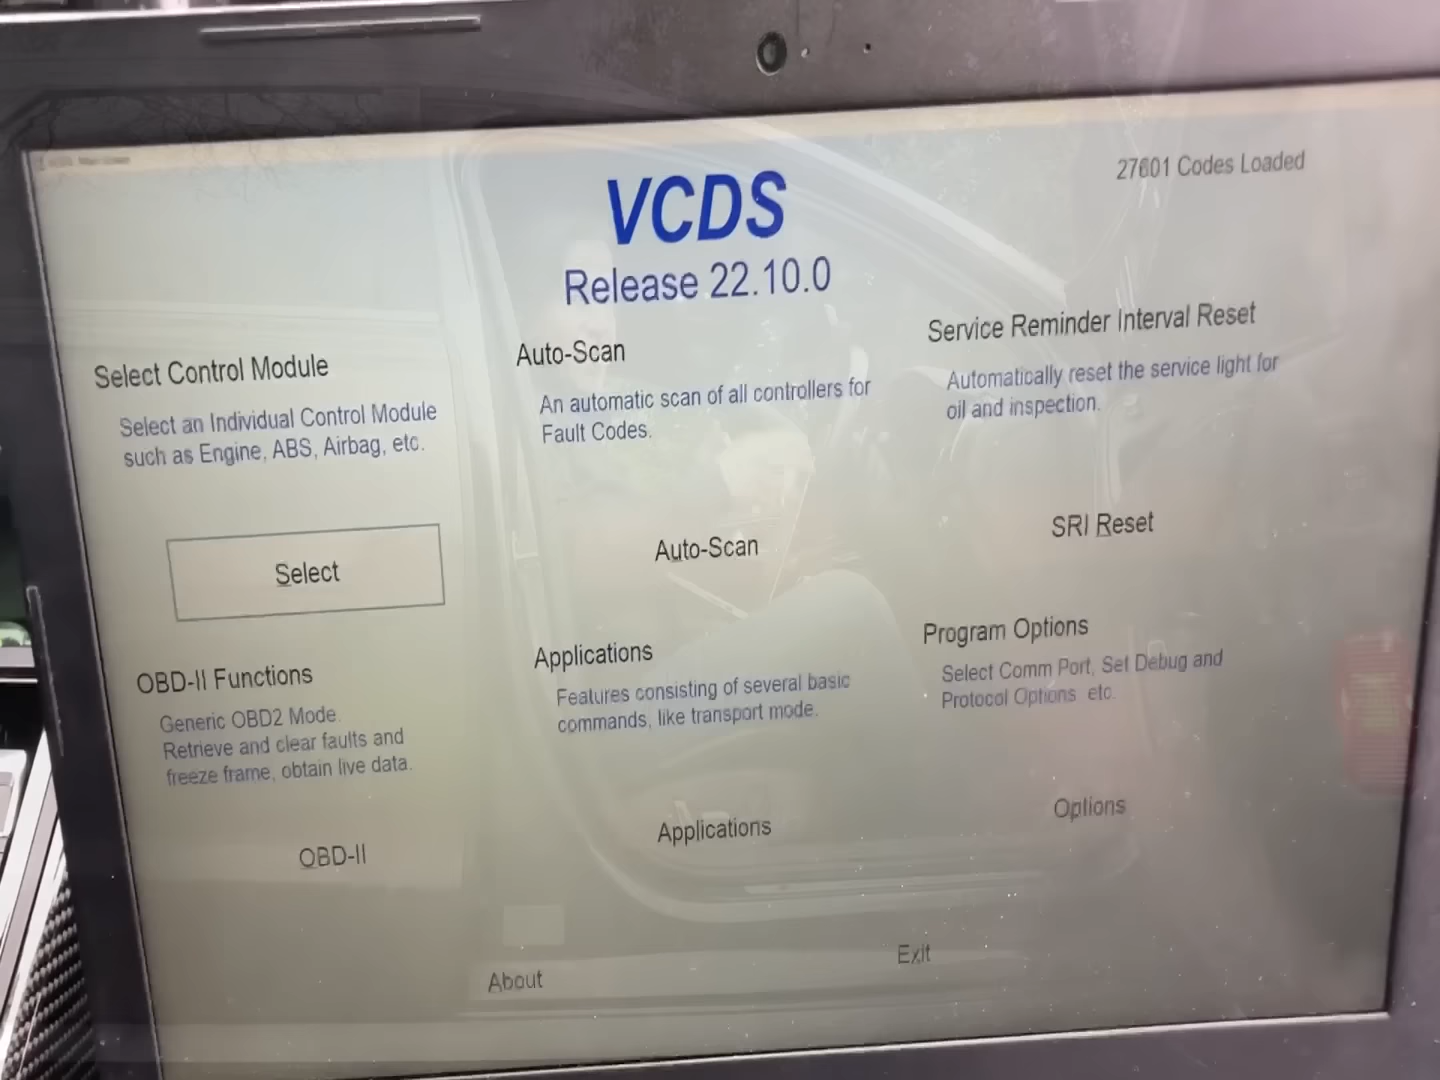 VCDS
Release 22.10.0
27601 Codes Loaded
Select Control Module
Select an Individual Control Module
such as Engine, ABS, Airbag, etc.
Select
Auto-Scan
An automatic scan of all controllers for
Fault Codes.
Auto-Scan
Service Reminder Interval Reset
Automatically reset the service light for
oil and inspection.
SRI Reset
OBD-II Functions
Generic OBD2 Mode.
Retrieve and clear faults and
freeze frame, obtain live data.
OBD-II
Applications
Features consisting of several basic
commands, like transport mode.
Applications
Program Options
Select Comm Port, Set Debug and
Protocol Options etc.
Options
About
Exit